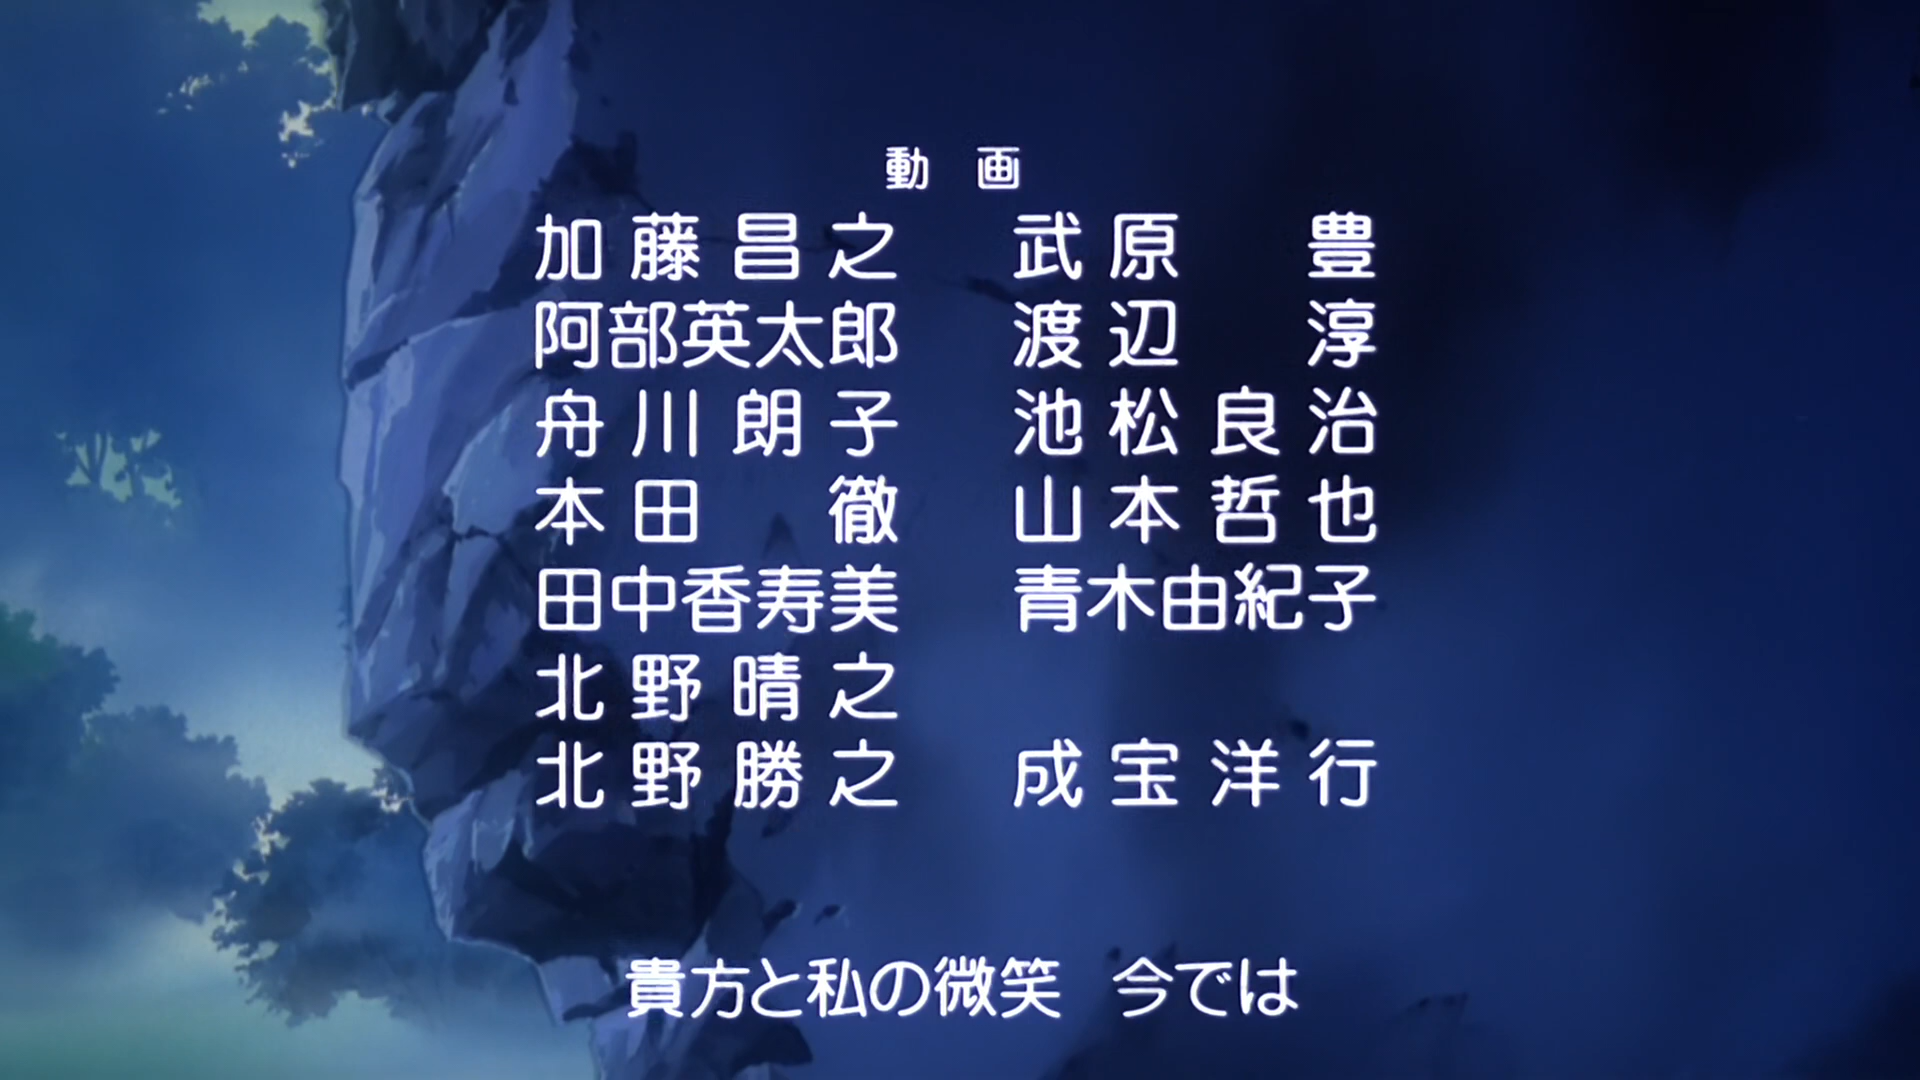 動 画
加藤昌之 武原 豊
阿部英太郎 渡辺 淳
舟川朗子 池松良治
本田 徹 山本哲也
田中香寿美 青木由紀子
北野晴之
北野勝之 成宝洋行
貴方と私の微笑 今では